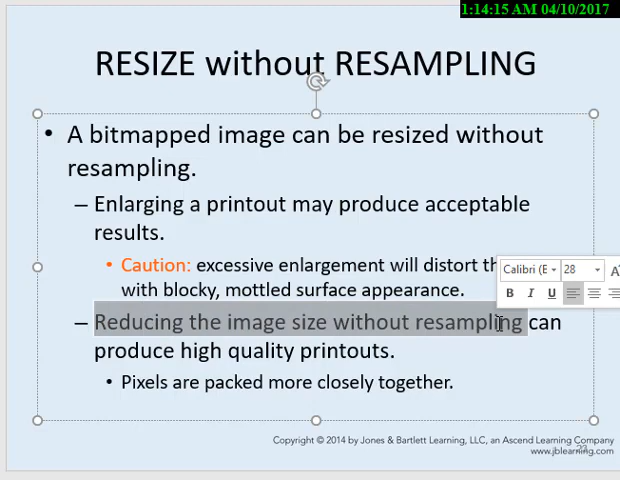 1:14:15 AM 04/10/2017
RESIZE without RESAMPLING
• A bitmapped image can be resized without
resampling.
– Enlarging a printout may produce acceptable
results.
• Caution: excessive enlargement will distort
with blocky, mottled surface appearance.
Calibri (E
28
B I U
– Reducing the image size without resampling can
produce high quality printouts.
• Pixels are packed more closely together.
Copyright © 2014 by Jones & Bartlett Learning, LLC, an Ascend Learning Company
www.jblearning.com